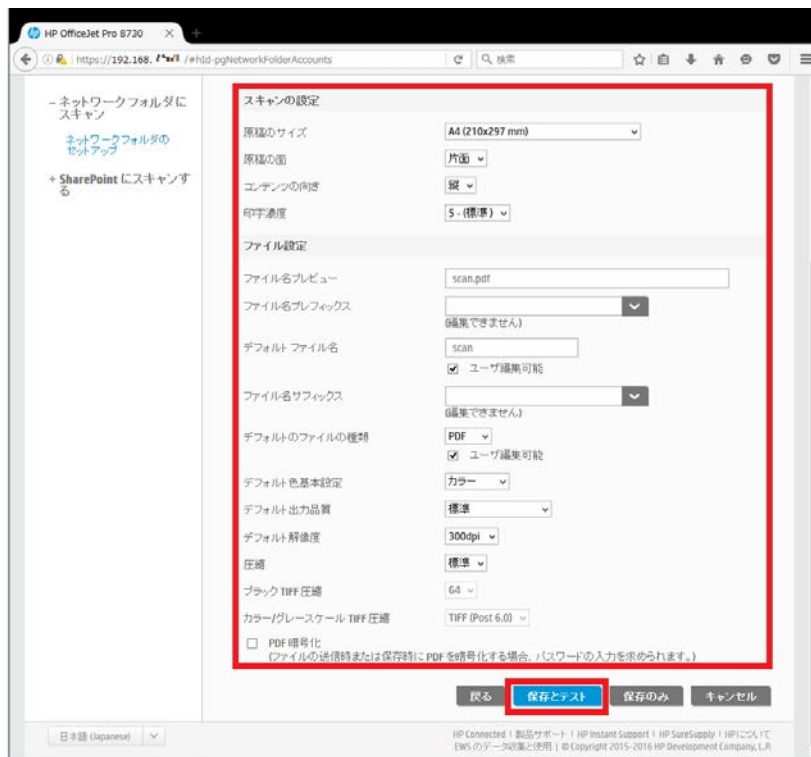 HP OfficeJet Pro 8730
https://192.168. /#hId-pgNetworkFolderAccounts
検索
− ネットワークフォルダに
スキャン
ネットワークフォルダの
セットアップ
+ SharePoint にスキャンす
る
スキャンの設定
原稿のサイズ A4 (210x297 mm)
原稿の面 片面
コンテンツの向き 縦
印字濃度 5 - (標準)
ファイル設定
ファイル名プレビュー scan.pdf
ファイル名プレフィックス
(編集できません)
デフォルト ファイル名 scan
ユーザ編集可能
ファイル名サフィックス
(編集できません)
デフォルトのファイルの種類 PDF
ユーザ編集可能
デフォルト色基本設定 カラー
デフォルト出力品質 標準
デフォルト解像度 300dpi
圧縮 標準
ブラック TIFF 圧縮 G4
カラー/グレースケール TIFF 圧縮 TIFF (Post 6.0)
PDF 暗号化
(ファイルの送信時または保存時に PDF を暗号化する場合、パスワードの入力を求められます。)
戻る 保存とテスト 保存のみ キャンセル
日本語 (Japanese)
HP Connected | 製品サポート | HP Instant Support | HP SureSupply | HPについて
EWS のデータ収集と使用 | © Copyright 2015-2016 HP Development Company, L.P.